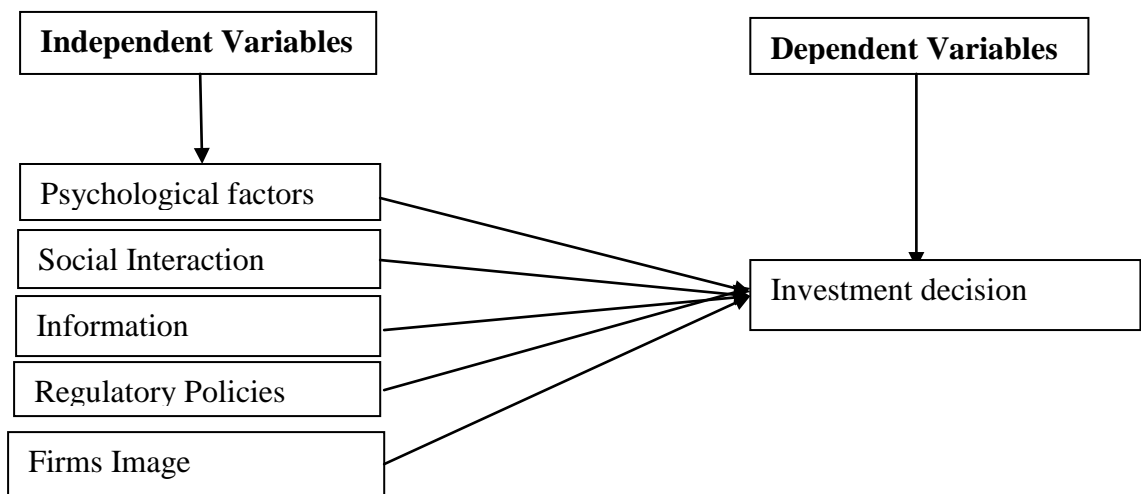 Independent Variables
Dependent Variables
Psychological factors
Social Interaction
Investment decision
Information
Regulatory Policies
Firms Image